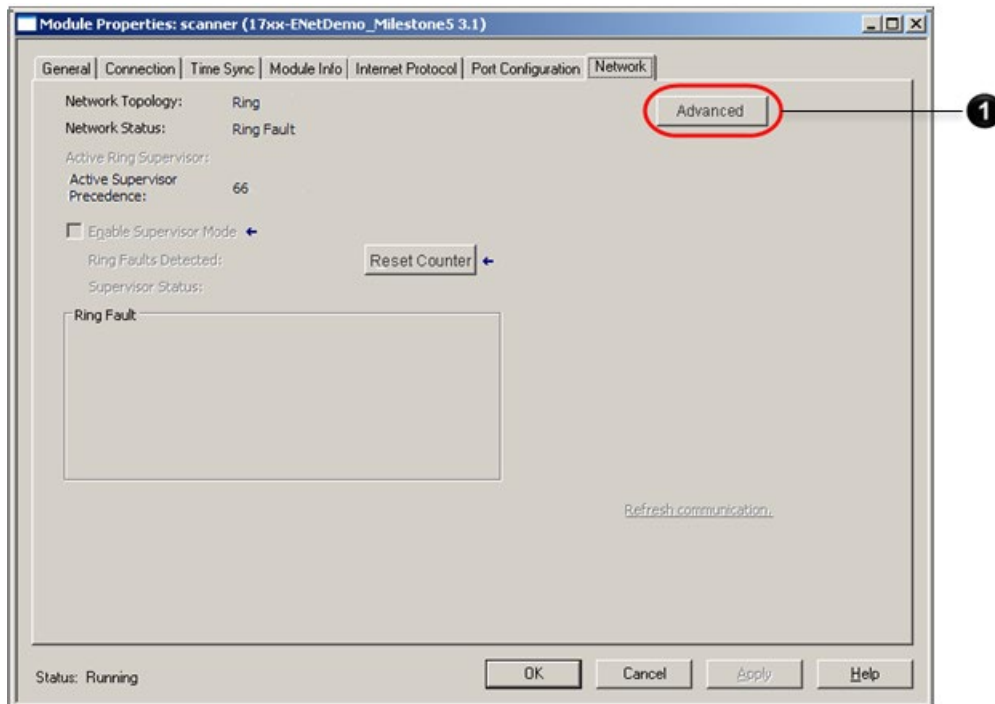 Module Properties: scanner (17xx-ENetDemo_Milestone5 3.1)
General Connection Time Sync Module Info Internet Protocol Port Configuration Network
Network Topology: Ring
Advanced
1
Network Status: Ring Fault
Active Ring Supervisor:
Active Supervisor
Precedence: 66
Enable Supervisor Mode
Ring Faults Detected: Reset Counter
Supervisor Status:
Ring Fault
Refresh communication.
Status: Running
OK Cancel Apply Help